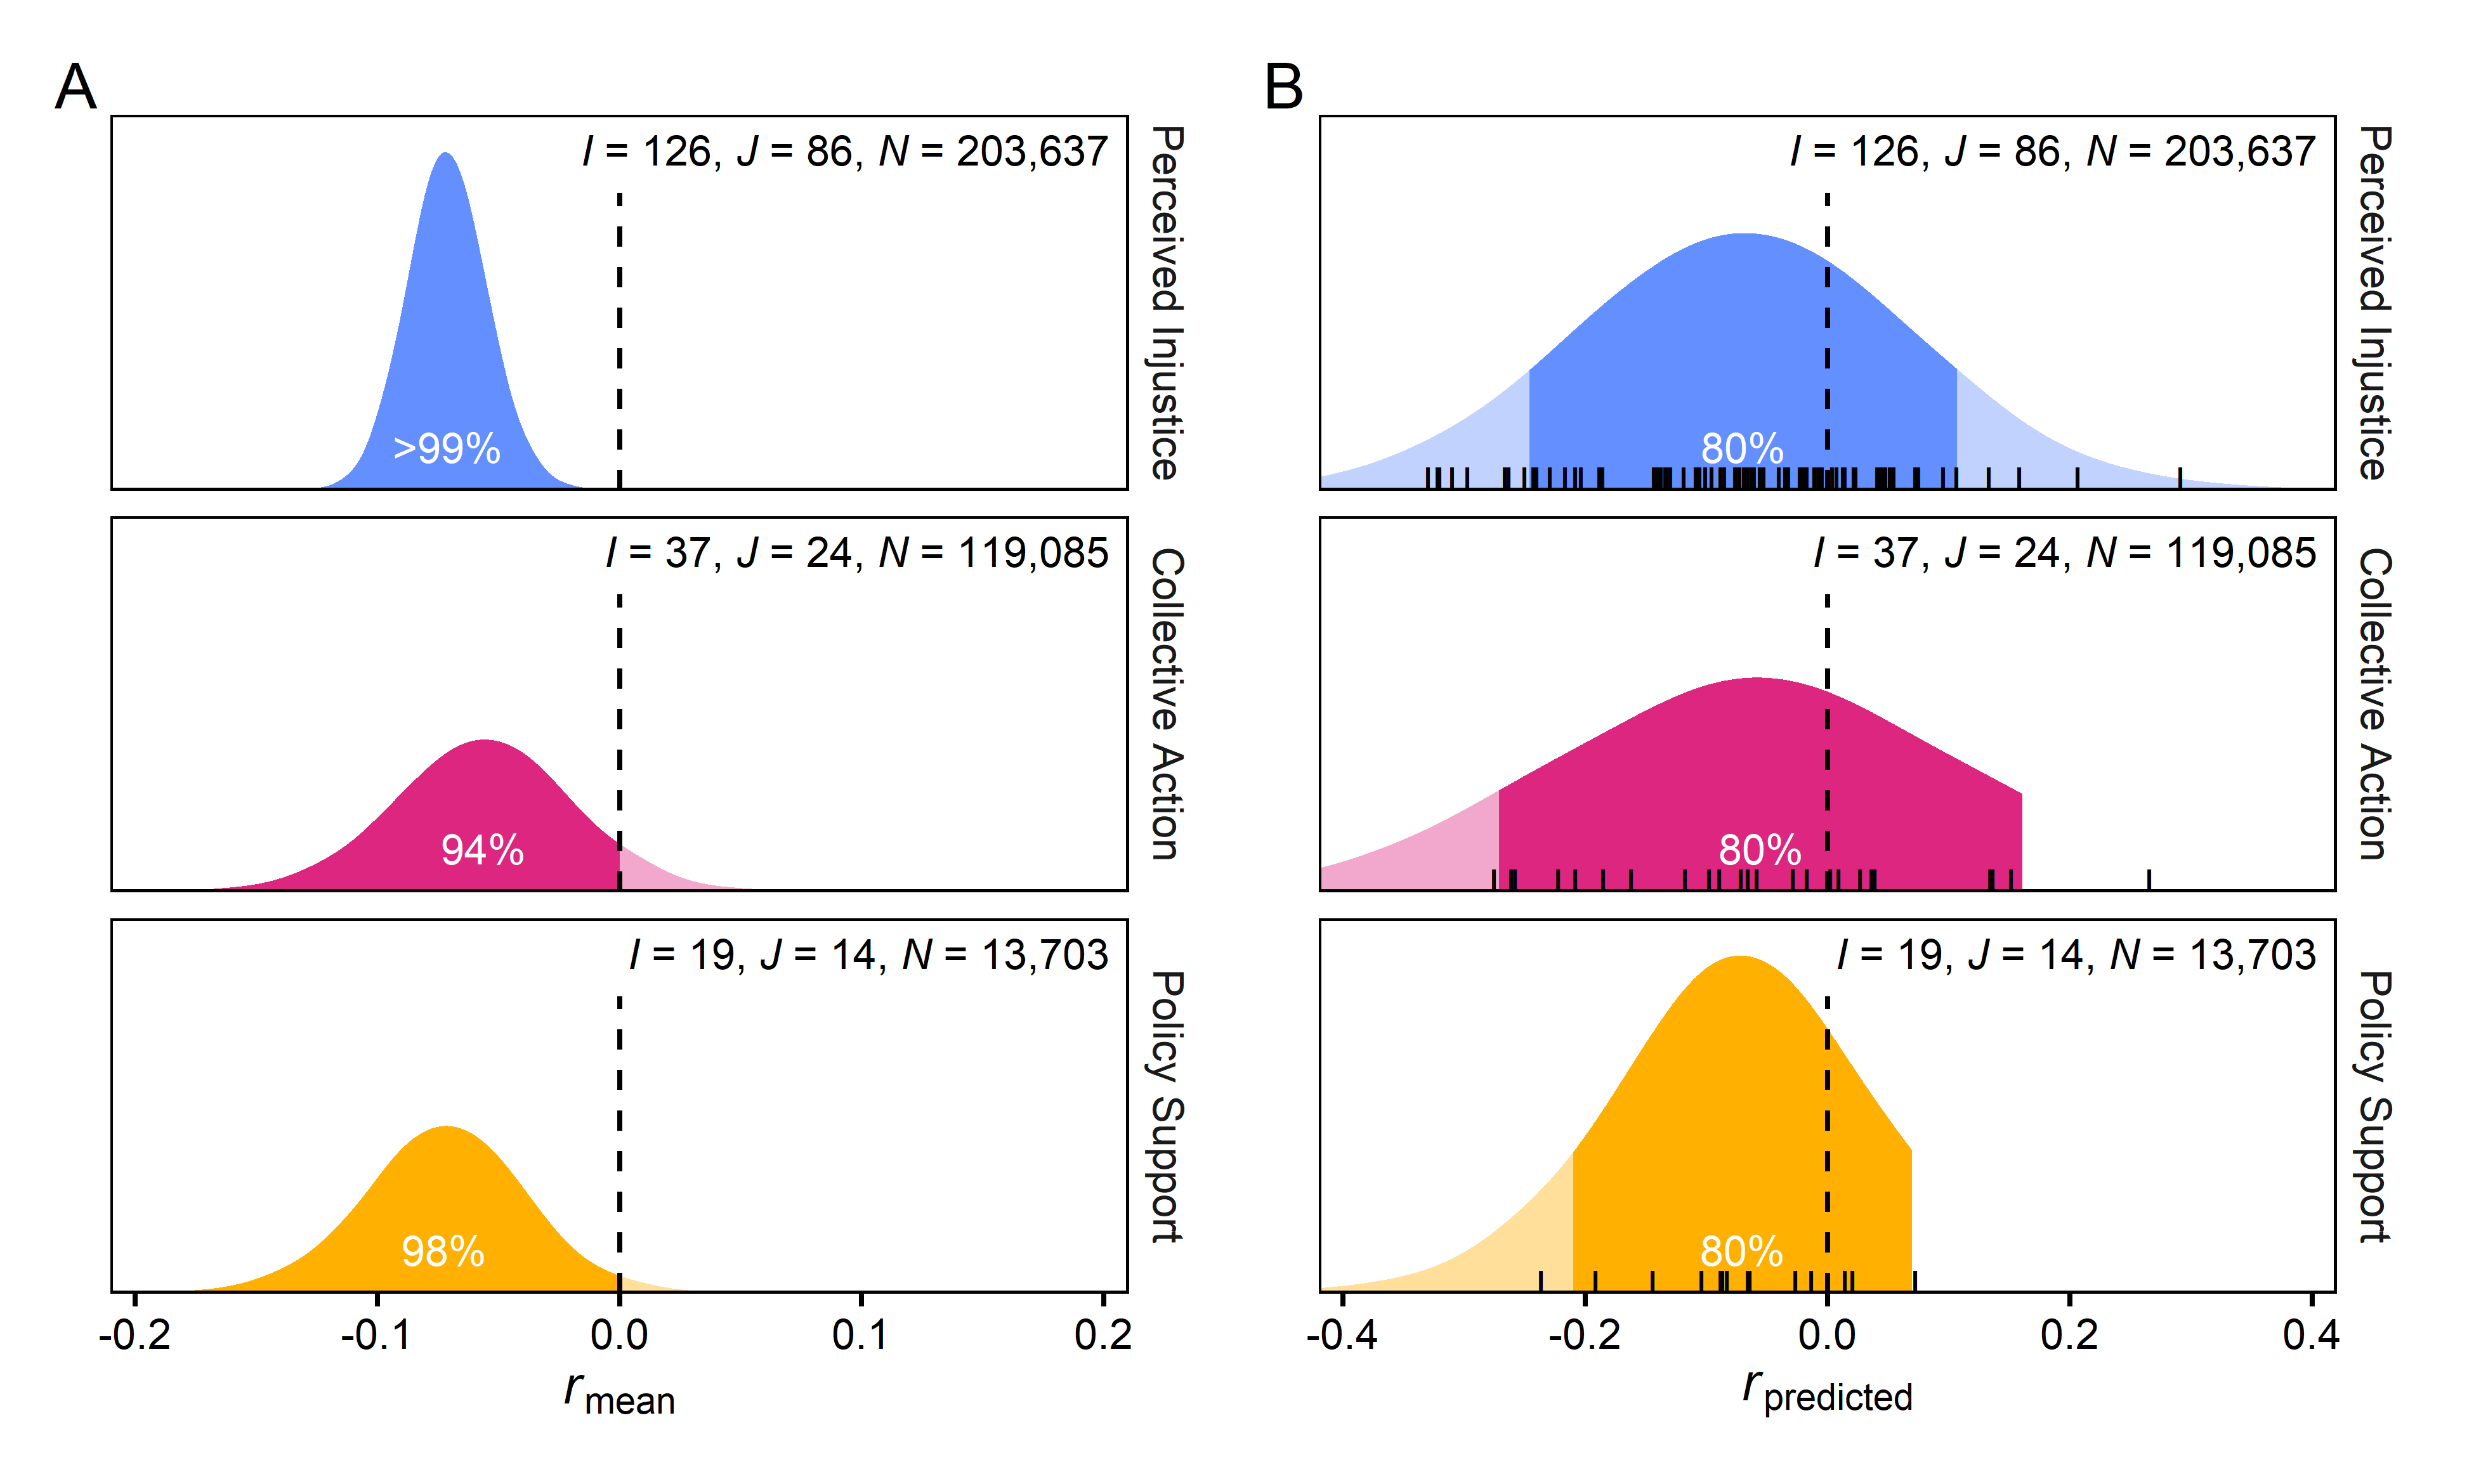 A
I = 126, J = 86, N = 203,637
>99%
Perceived Injustice
I = 37, J = 24, N = 119,085
94%
Collective Action
I = 19, J = 14, N = 13,703
98%
Policy Support
-0.2 -0.1 0.0 0.1 0.2
r mean
B
I = 126, J = 86, N = 203,637
80%
Perceived Injustice
I = 37, J = 24, N = 119,085
80%
Collective Action
I = 19, J = 14, N = 13,703
80%
Policy Support
-0.4 -0.2 0.0 0.2 0.4
r predicted